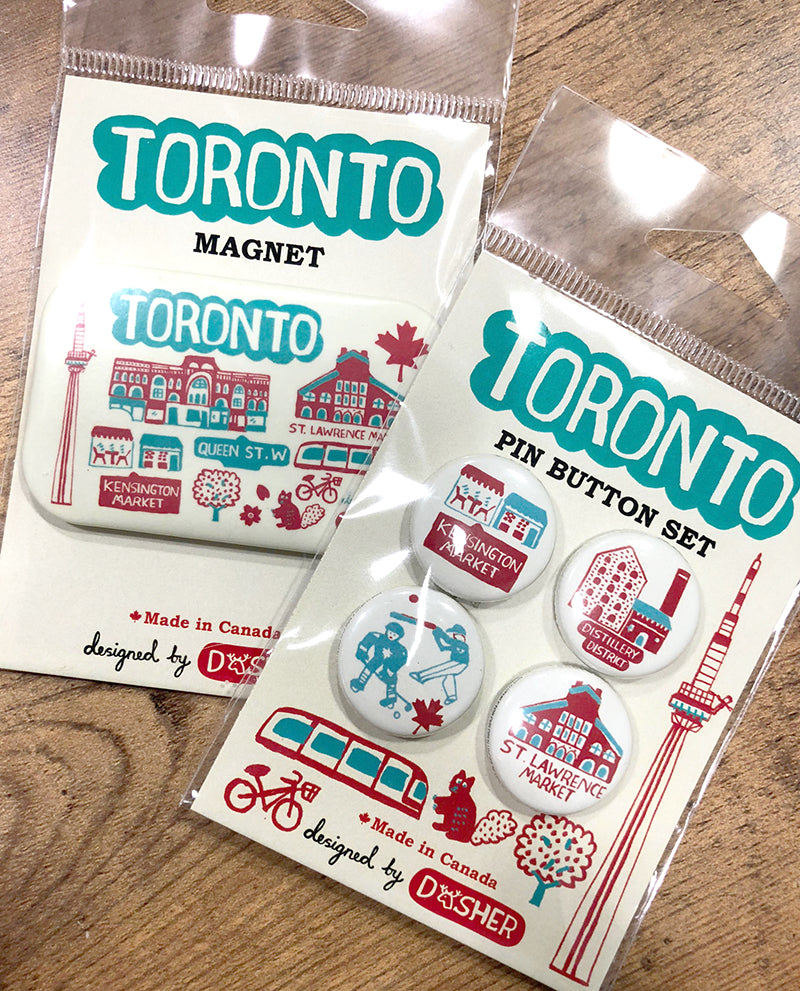 TORONTO
MAGNET
TORONTO
ST. LAWRENCE
QUEEN ST. W
KENSINGTON
MARKET
Made in Canada
designed by DASHER
TORONTO
PIN BUTTON SET
KENSINGTON
MARKET
DISTILLERY
DISTRICT
ST. LAWRENCE
MARKET
Made in Canada
designed by DASHER